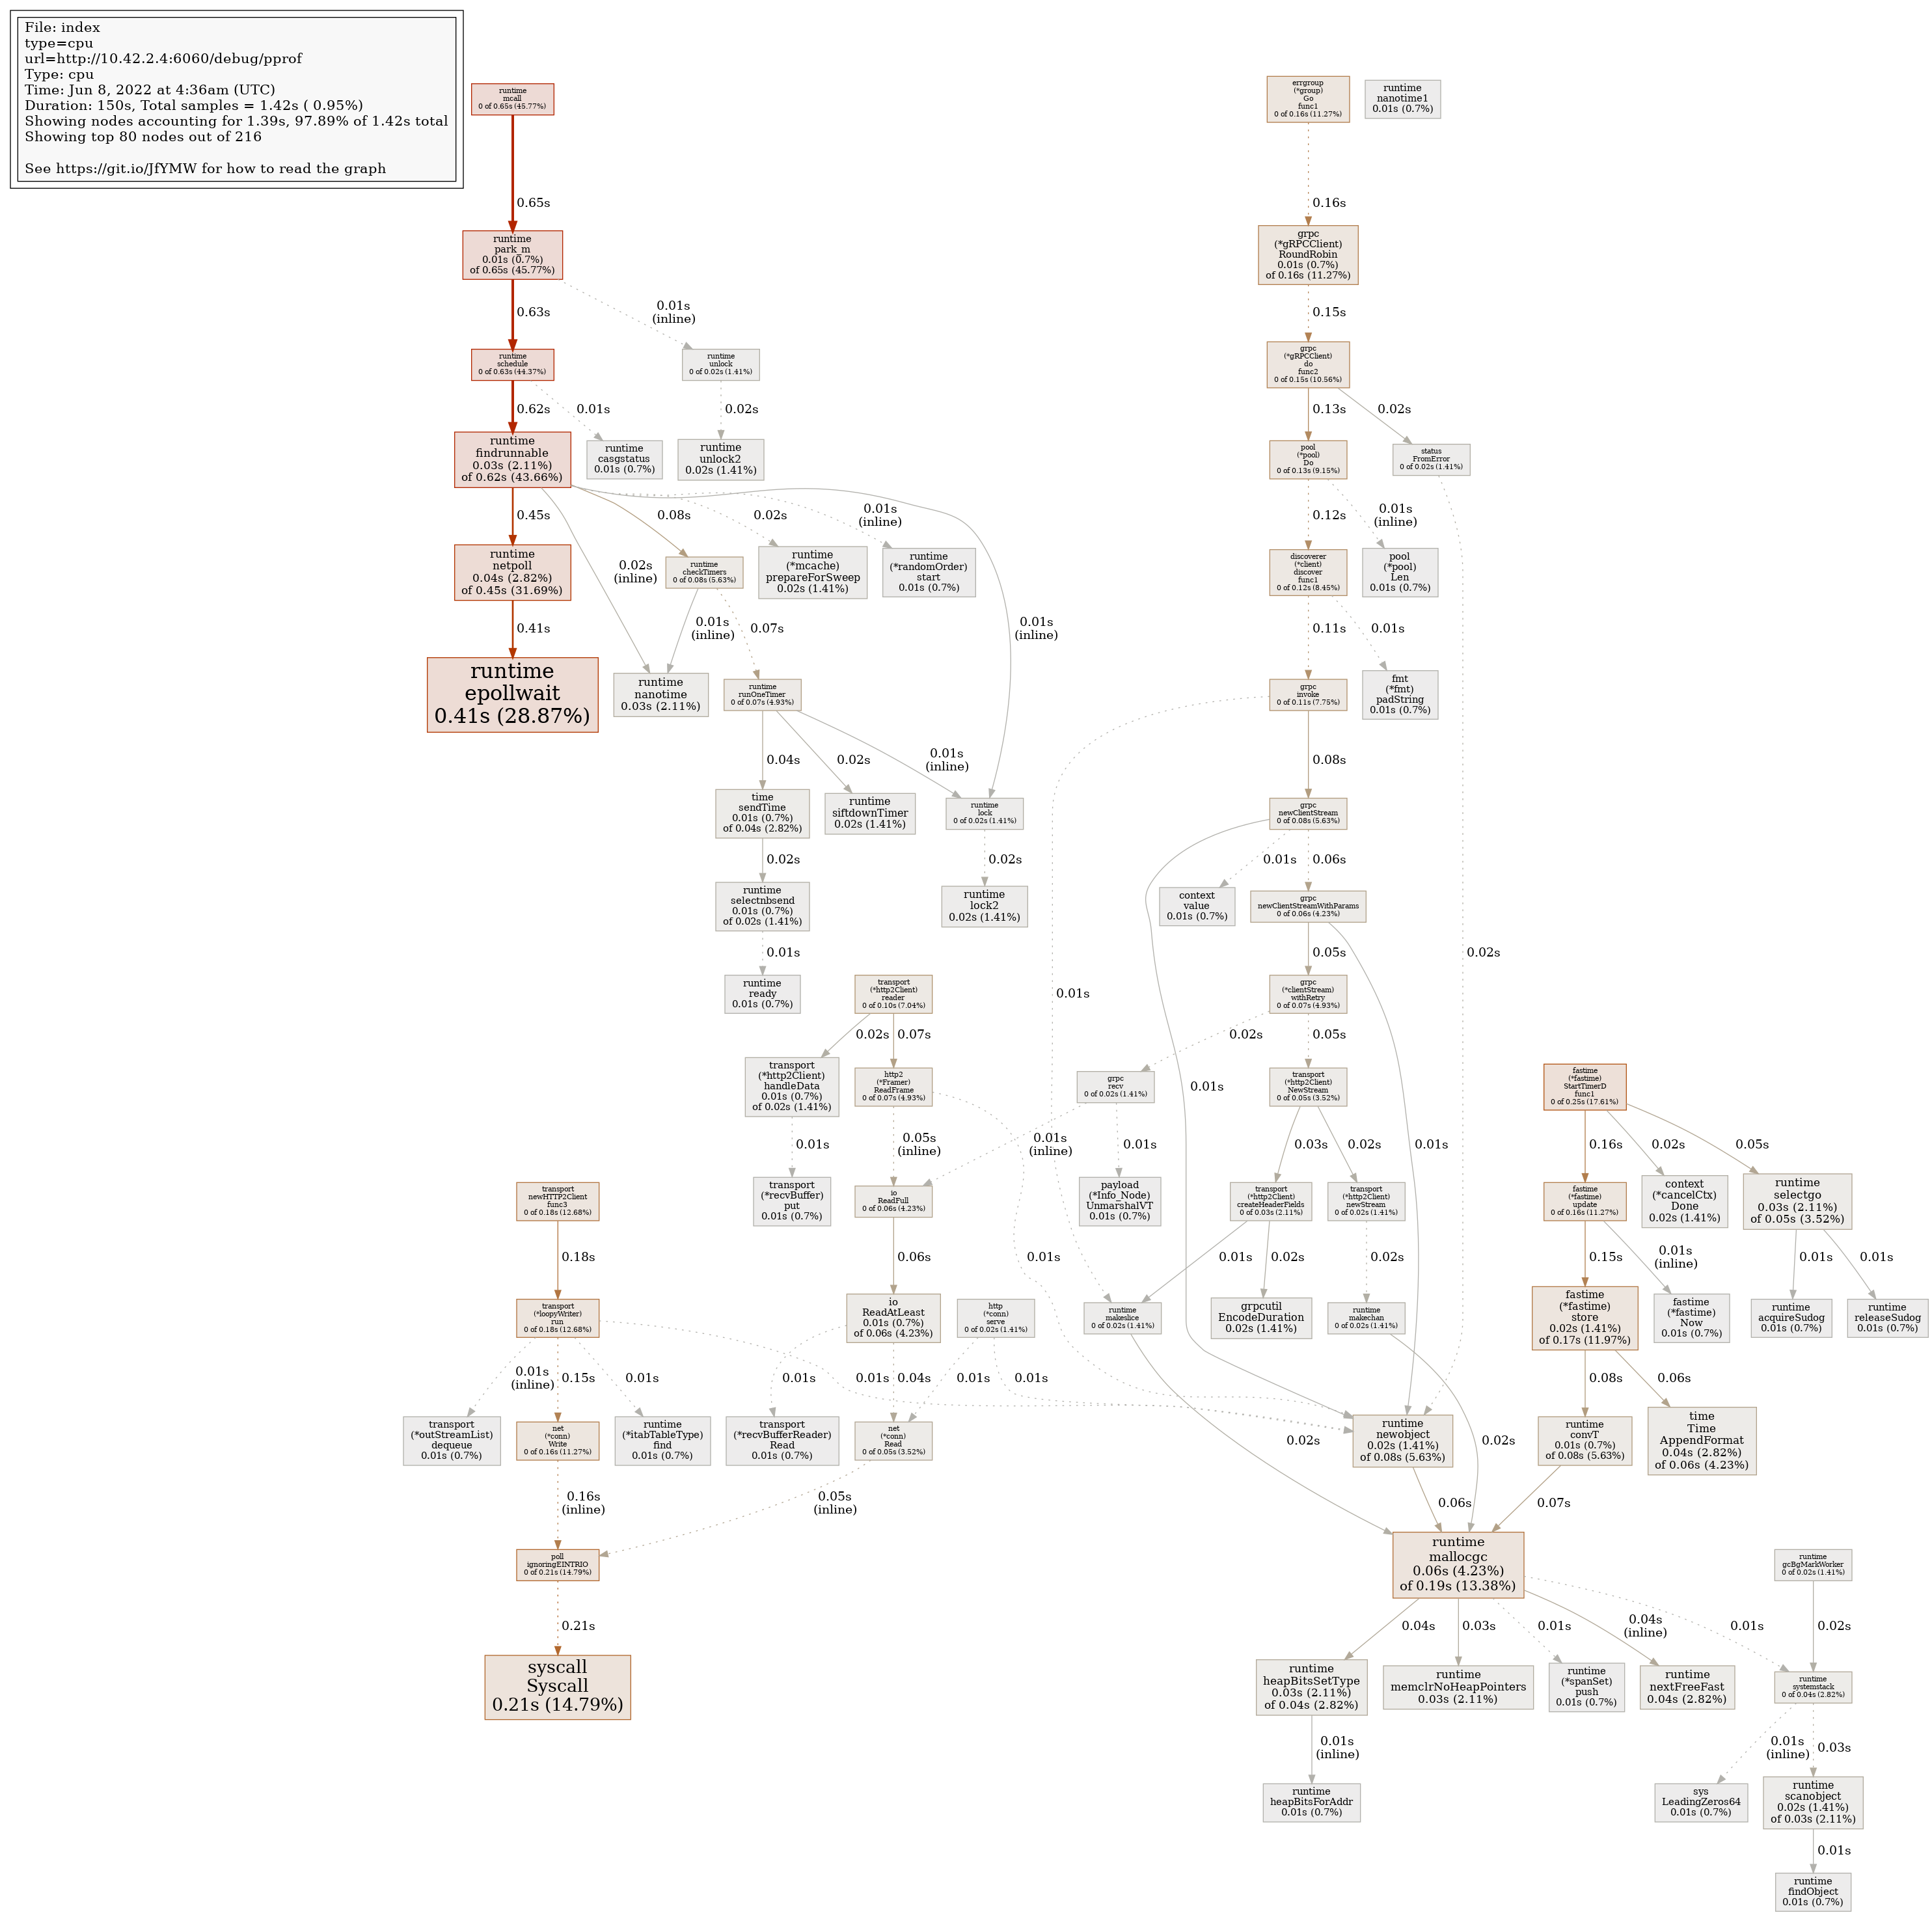 File: index
type=cpu
url=http://10.42.2.4:6060/debug/pprof
Type: cpu
Time: Jun 8, 2022 at 4:36am (UTC)
Duration: 150s, Total samples = 1.42s ( 0.95%)
Showing nodes accounting for 1.39s, 97.89% of 1.42s total
Showing top 80 nodes out of 216
See https://git.io/JfYMW for how to read the graph
runtime
mcall
0 of 0.65s (45.77%)
errgroup
(*group)
Go
func1
0 of 0.16s (11.27%)
runtime
nanotime1
0.01s (0.7%)
0.65s
0.16s
runtime
park_m
0.01s (0.7%)
of 0.65s (45.77%)
grpc
(*gRPCClient)
RoundRobin
0.01s (0.7%)
of 0.16s (11.27%)
0.63s
0.01s
(inline)
0.15s
runtime
schedule
0 of 0.63s (44.37%)
runtime
unlock
0 of 0.02s (1.41%)
grpc
(*gRPCClient)
do
func2
0 of 0.15s (10.56%)
0.62s
0.01s
0.02s
0.13s
0.02s
runtime
findrunnable
0.03s (2.11%)
of 0.62s (43.66%)
runtime
casgstatus
0.01s (0.7%)
runtime
unlock2
0.02s (1.41%)
pool
(*pool)
Do
0 of 0.13s (9.15%)
status
FromError
0 of 0.02s (1.41%)
0.45s
0.08s
0.02s
0.01s
(inline)
0.12s
0.01s
(inline)
runtime
netpoll
0.04s (2.82%)
of 0.45s (31.69%)
0.02s
(inline)
runtime
checkTimers
0 of 0.08s (5.63%)
runtime
(*mcache)
prepareForSweep
0.02s (1.41%)
runtime
(*randomOrder)
start
0.01s (0.7%)
discoverer
(*client)
discover
func1
0 of 0.12s (8.45%)
pool
(*pool)
Len
0.01s (0.7%)
0.41s
0.01s
(inline)
0.07s
0.01s
(inline)
0.11s
0.01s
runtime
epollwait
0.41s (28.87%)
runtime
nanotime
0.03s (2.11%)
runtime
runOneTimer
0 of 0.07s (4.93%)
grpc
invoke
0 of 0.11s (7.75%)
fmt
(*fmt)
padString
0.01s (0.7%)
0.04s
0.02s
0.01s
(inline)
0.08s
time
sendTime
0.01s (0.7%)
of 0.04s (2.82%)
runtime
siftdownTimer
0.02s (1.41%)
runtime
lock
0 of 0.02s (1.41%)
grpc
newClientStream
0 of 0.08s (5.63%)
0.02s
0.02s
0.01s
0.06s
runtime
selectnbsend
0.01s (0.7%)
of 0.02s (1.41%)
runtime
lock2
0.02s (1.41%)
context
value
0.01s (0.7%)
grpc
newClientStreamWithParams
0 of 0.06s (4.23%)
0.01s
0.05s
0.02s
runtime
ready
0.01s (0.7%)
transport
(*http2Client)
reader
0 of 0.10s (7.04%)
0.01s
grpc
(*clientStream)
withRetry
0 of 0.07s (4.93%)
0.02s
0.07s
0.02s
0.05s
transport
(*http2Client)
handleData
0.01s (0.7%)
of 0.02s (1.41%)
http2
(*Framer)
ReadFrame
0 of 0.07s (4.93%)
grpc
recv
0 of 0.02s (1.41%)
0.01s
transport
(*http2Client)
NewStream
0 of 0.05s (3.52%)
fastime
(*fastime)
StartTimerD
func1
0 of 0.25s (17.61%)
0.01s
0.05s
(inline)
0.01s
(inline)
0.01s
0.03s
0.02s
0.01s
0.16s
0.02s
0.05s
transport
newHTTP2Client
func3
0 of 0.18s (12.68%)
transport
(*recvBuffer)
put
0.01s (0.7%)
io
ReadFull
0 of 0.06s (4.23%)
payload
(*Info_Node)
UnmarshalVT
0.01s (0.7%)
transport
(*http2Client)
createHeaderFields
0 of 0.03s (2.11%)
transport
(*http2Client)
newStream
0 of 0.02s (1.41%)
fastime
(*fastime)
update
0 of 0.16s (11.27%)
context
(*cancelCtx)
Done
0.02s (1.41%)
runtime
selectgo
0.03s (2.11%)
of 0.05s (3.52%)
0.18s
0.06s
0.01s
0.01s
0.02s
0.02s
0.15s
0.01s
(inline)
0.01s
0.01s
transport
(*loopyWriter)
run
0 of 0.18s (12.68%)
io
ReadAtLeast
0.01s (0.7%)
of 0.06s (4.23%)
http
(*conn)
serve
0 of 0.02s (1.41%)
runtime
makeslice
0 of 0.02s (1.41%)
grpcutil
EncodeDuration
0.02s (1.41%)
runtime
makechan
0 of 0.02s (1.41%)
fastime
(*fastime)
store
0.02s (1.41%)
of 0.17s (11.97%)
fastime
(*fastime)
Now
0.01s (0.7%)
runtime
acquireSudog
0.01s (0.7%)
runtime
releaseSudog
0.01s (0.7%)
0.01s
(inline)
0.15s
0.01s
0.01s
0.01s
0.04s
0.01s
0.01s
0.08s
0.06s
transport
(*outStreamList)
dequeue
0.01s (0.7%)
net
(*conn)
Write
0 of 0.16s (11.27%)
runtime
(*itabTableType)
find
0.01s (0.7%)
transport
(*recvBufferReader)
Read
0.01s (0.7%)
net
(*conn)
Read
0 of 0.05s (3.52%)
0.02s
runtime
newobject
0.02s (1.41%)
of 0.08s (5.63%)
0.02s
runtime
convT
0.01s (0.7%)
of 0.08s (5.63%)
time
Time
AppendFormat
0.04s (2.82%)
of 0.06s (4.23%)
0.16s
(inline)
0.05s
(inline)
0.06s
0.07s
poll
ignoringEINTRIO
0 of 0.21s (14.79%)
runtime
mallocgc
0.06s (4.23%)
of 0.19s (13.38%)
runtime
gcBgMarkWorker
0 of 0.02s (1.41%)
0.21s
0.04s
0.03s
0.01s
0.04s
(inline)
0.01s
0.02s
syscall
Syscall
0.21s (14.79%)
runtime
heapBitsSetType
0.03s (2.11%)
of 0.04s (2.82%)
runtime
memclrNoHeapPointers
0.03s (2.11%)
runtime
(*spanSet)
push
0.01s (0.7%)
runtime
nextFreeFast
0.04s (2.82%)
runtime
systemstack
0 of 0.04s (2.82%)
0.01s
(inline)
0.01s
(inline)
0.03s
runtime
heapBitsForAddr
0.01s (0.7%)
sys
LeadingZeros64
0.01s (0.7%)
runtime
scanobject
0.02s (1.41%)
of 0.03s (2.11%)
0.01s
runtime
findObject
0.01s (0.7%)